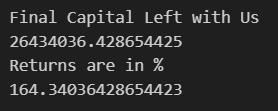 Final Capital Left with Us
26434036.428654425
Returns are in %
164.34036428654423